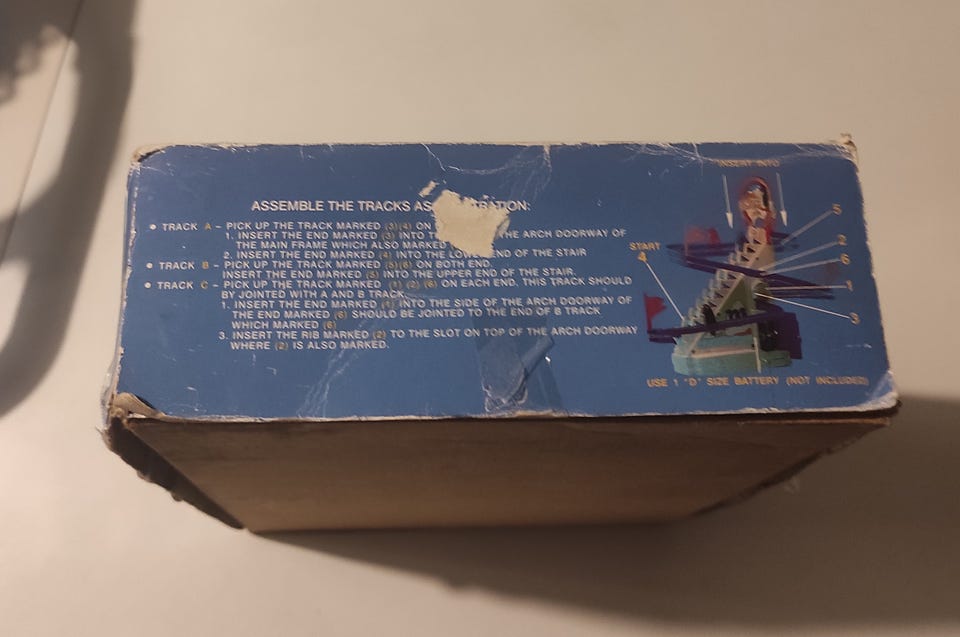 ASSEMBLE THE TRACKS AS TRATION:
● TRACK A – PICK UP THE TRACK MARKED (3)(4) ON
1. INSERT THE END MARKED (3) INTO THE ARCH DOORWAY OF
THE MAIN FRAME WHICH ALSO MARKED
2. INSERT THE END MARKED (4) INTO THE LOWER END OF THE STAIR
● TRACK B – PICK UP THE TRACK MARKED (5)(6) ON BOTH END.
INSERT THE END MARKED (5) INTO THE UPPER END OF THE STAIR
● TRACK C – PICK UP THE TRACK MARKED (1) (2) (6) ON EACH END. THIS TRACK SHOULD
BY JOINTED WITH A AND B TRACK
1. INSERT THE END MARKED (1) INTO THE SIDE OF THE ARCH DOORWAY OF
THE END MARKED (6) SHOULD BE JOINTED TO THE END OF B TRACK
WHICH MARKED (6)
3. INSERT THE RIB MARKED (2) TO THE SLOT ON TOP OF THE ARCH DOORWAY
WHERE (2) IS ALSO MARKED.
INSERT INTO
5
2
6
1
3
START
4
USE 1 "D" SIZE BATTERY (NOT INCLUDED)